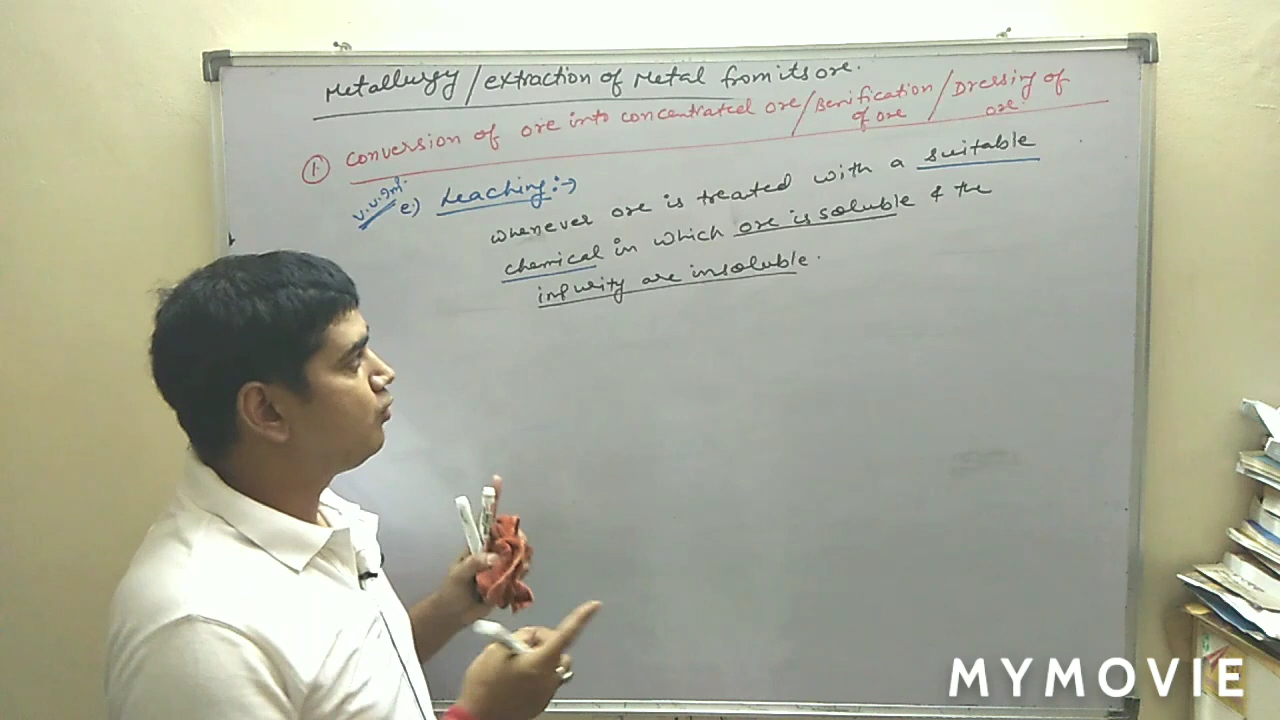 Metallurgy / extraction of Metal from its ore.
① conversion of ore into concentrated ore / Benification of ore / Dressing of ore.
v.v.Imp. e) Leaching :→
whenever ore is treated with a suitable
chemical in which ore is soluble & the
impurity are insoluble.
MYMOVIE